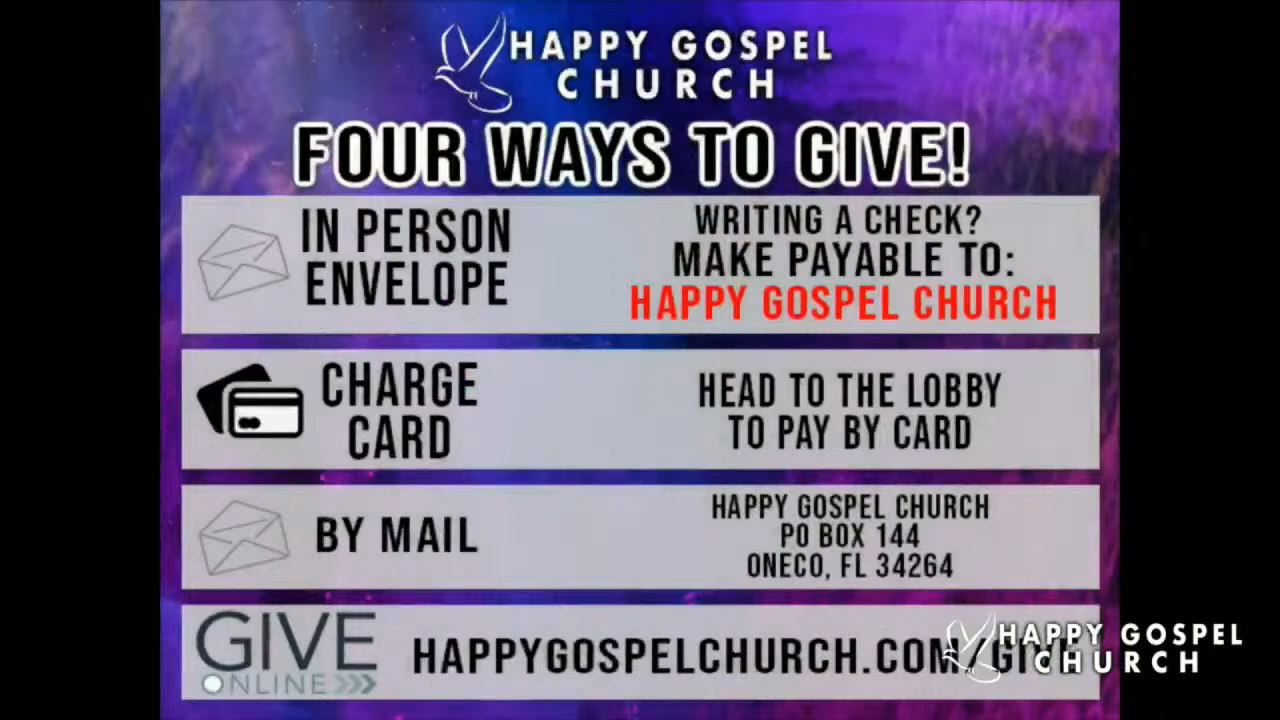 HAPPY GOSPEL
CHURCH
FOUR WAYS TO GIVE!
IN PERSON
ENVELOPE
WRITING A CHECK?
MAKE PAYABLE TO:
HAPPY GOSPEL CHURCH
CHARGE
CARD
HEAD TO THE LOBBY
TO PAY BY CARD
BY MAIL
HAPPY GOSPEL CHURCH
PO BOX 144
ONECO, FL 34264
GIVE
ONLINE
HAPPYGOSPELCHURCH.COM/GIVE
HAPPY GOSPEL
CHURCH